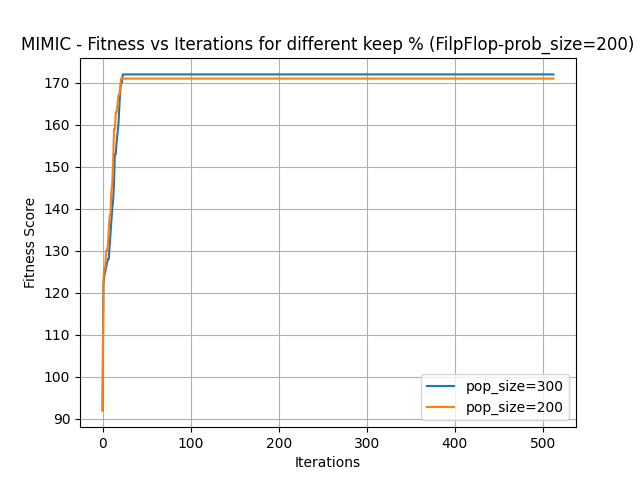 MIMIC - Fitness vs Iterations for different keep % (FilpFlop-prob_size=200)
170
160
150
140
130
120
110
100
90
Fitness Score
0 100 200 300 400 500
Iterations
pop_size=300
pop_size=200